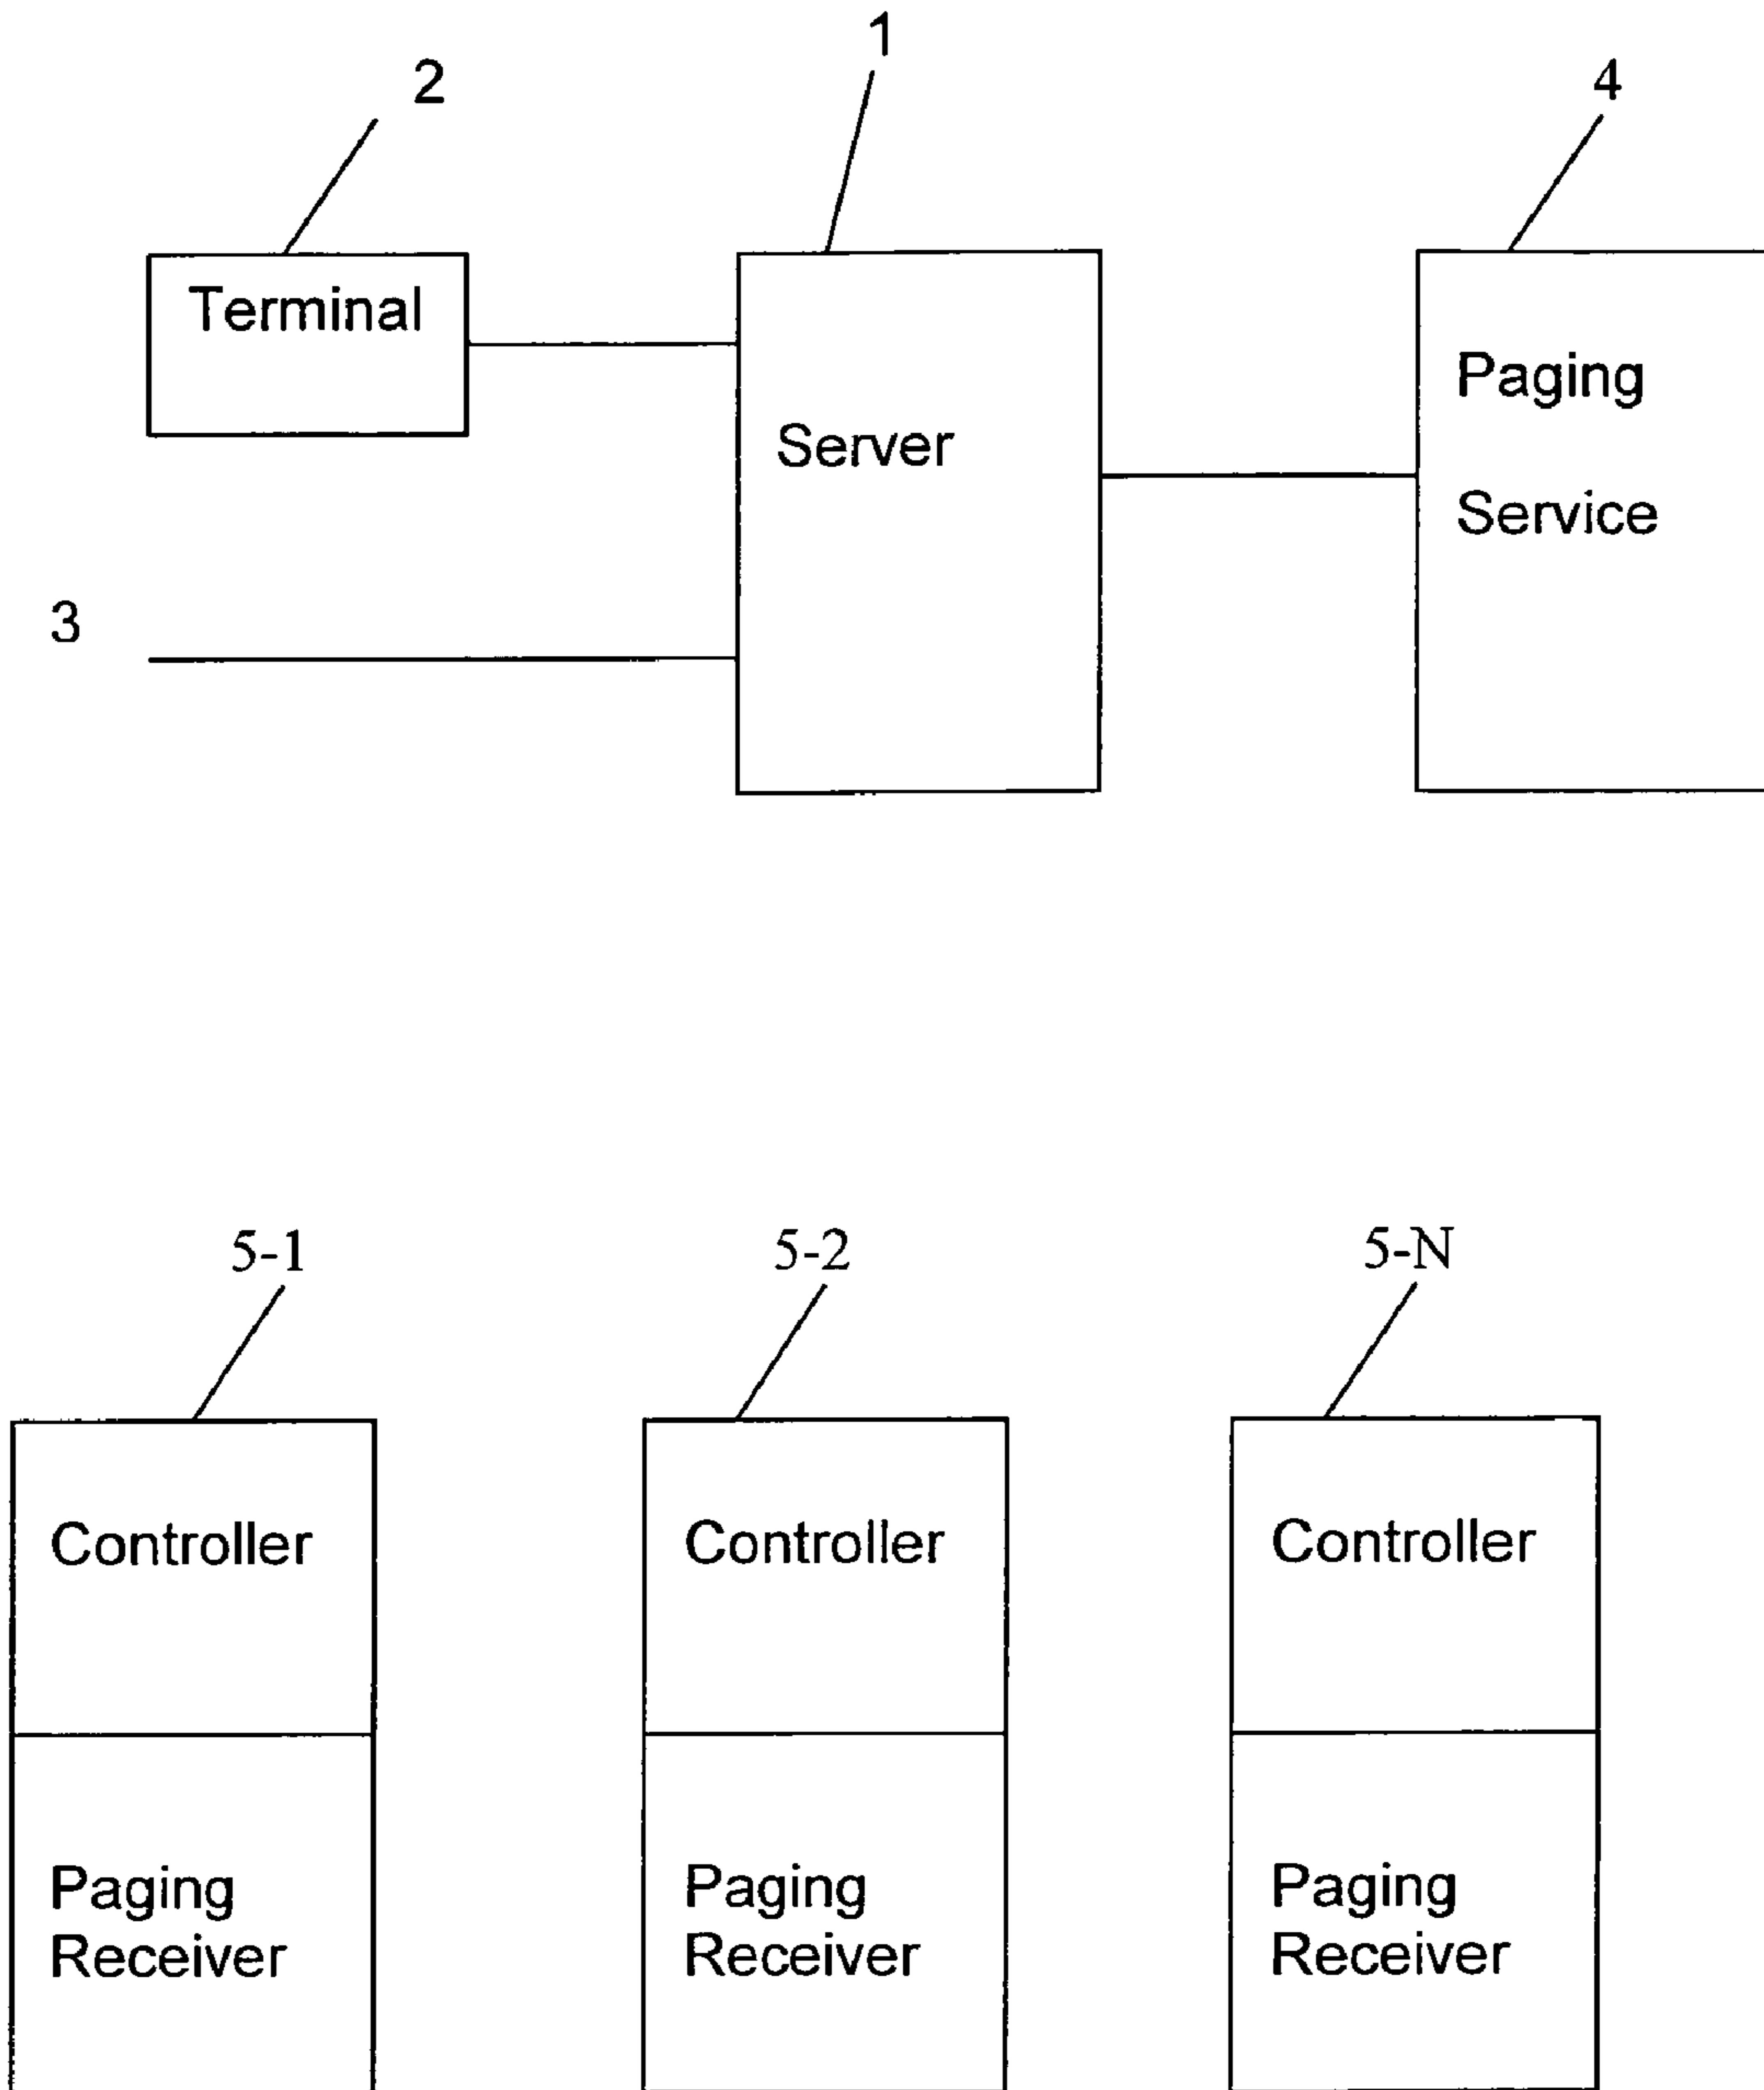 1
2
4
Terminal
Server
Paging
Service
3
5-1
5-2
5-N
Controller
Controller
Controller
Paging
Receiver
Paging
Receiver
Paging
Receiver